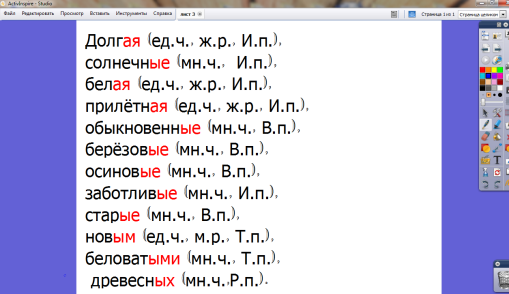 ActivInspire - Studio
Файл Редактировать Просмотр Вставить Инструменты Справка лист 3 Страница 1 из 1 Страница целиком
Долгая (ед.ч., ж.р., И.п.),
солнечные (мн.ч., И.п.),
белая (ед.ч., ж.р., И.п.),
прилётная (ед.ч., ж.р., И.п.),
обыкновенные (мн.ч., В.п.),
берёзовые (мн.ч., В.п.),
осиновые (мн.ч., В.п.),
заботливые (мн.ч., И.п.),
старые (мн.ч., В.п.),
новым (ед.ч., м.р., Т.п.),
беловатыми (мн.ч., Т.п.),
древесных (мн.ч.,Р.п.).